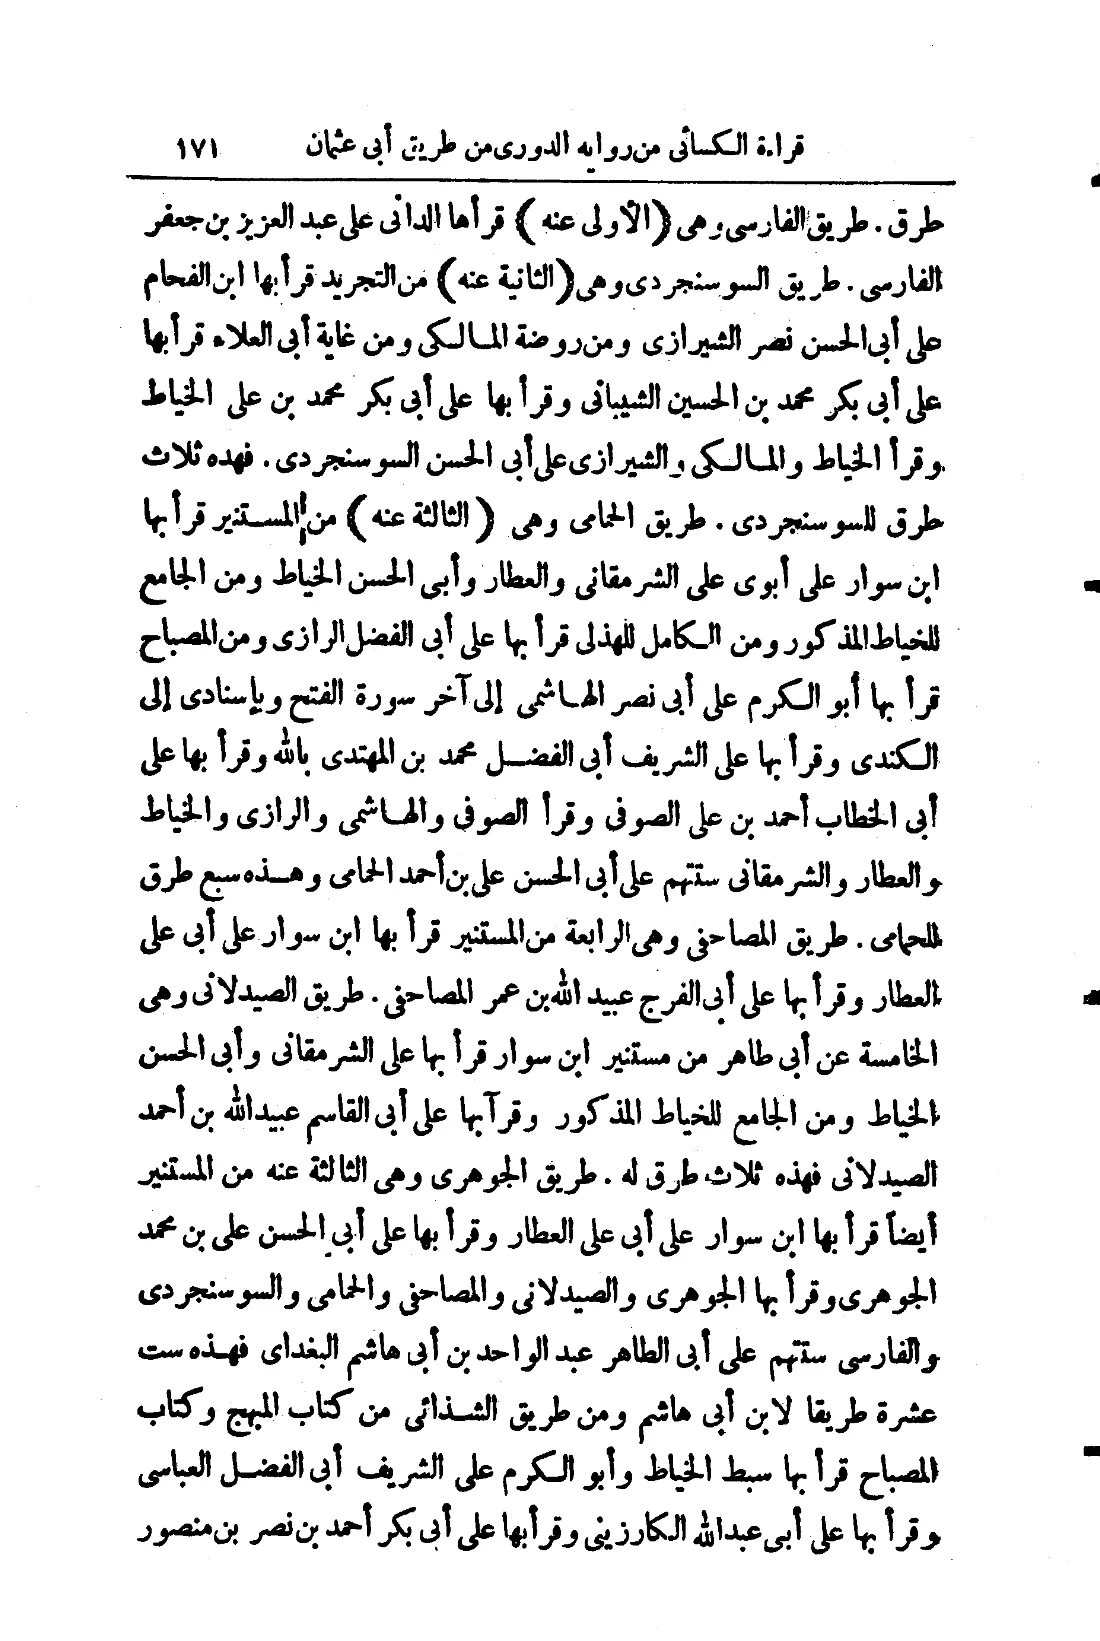 قراءة الكسائى من رواية الدورى من طريق أبى عثمان ١٧١
طرق . طريق الفارسى وهى ( الأولى عنه ) قرأها الدانى على عبد العزيز بن جعفر
الفارسى . طريق السوسنجردى وهى ( الثانية عنه ) من التجريد قرأ بها ابن الفحام
على أبى الحسن نصر الشيرازى ومن روضة المالكى ومن غاية أبى العلاء قرأ بها
على أبى بكر محمد بن الحسين الشيبانى وقرأ بها على أبى بكر محمد بن على الخياط
وقرأ الخياط والمالكى والشيرازى على أبى الحسن السوسنجردى . فهذه ثلاث
طرق للسوسنجردى . طريق الحمامى وهى ( الثالثة عنه ) من المستنير قرأ بها
ابن سوار على أبوى على الشرمقانى والعطار وأبى الحسن الخياط ومن الجامع
للخياط المذكور ومن الكامل للهذلى قرأ بها على أبى الفضل الرازى ومن المصباح
قرأ بها أبو الكرم على أبى نصر الهاشمى إلى آخر سورة الفتح وبإسنادى إلى
الكندى وقرأ بها على الشريف أبى الفضل محمد بن المهتدى بالله وقرأ بها على
أبى الخطاب أحمد بن على الصوفى وقرأ الصوفى والهاشمى والرازى والخياط
والعطار والشرمقانى ستتهم على أبى الحسن على بن أحمد الحمامى وهذه سبع طرق
للحمامى . طريق المصاحفى وهى الرابعة من المستنير قرأ بها ابن سوار على أبى على
العطار وقرأ بها على أبى الفرج عبيد الله بن عمر المصاحفى . طريق الصيدلانى وهى
الخامسة عن أبى طاهر من مستنير ابن سوار قرأ بها على الشرمقانى وأبى الحسن
الخياط ومن الجامع للخياط المذكور وقرآبها على أبى القاسم عبيد الله بن أحمد
الصيدلانى فهذه ثلاث طرق له . طريق الجوهرى وهى الثالثة عنه من المستنير
أيضاً قرأ بها ابن سوار على أبى على العطار وقرأ بها على أبى الحسن على بن محمد
الجوهرى وقرأ بها الجوهرى والصيدلانى والمصاحفى والحمامى والسوسنجردى
والفارسى ستتهم على أبى الطاهر عبد الواحد بن أبى هاشم البغداى فهذه ست
عشرة طريقا لابن أبى هاشم ومن طريق الشذائى من كتاب المبهج وكتاب
المصباح قرأ بها سبط الخياط وأبو الكرم على الشريف أبى الفضل العباسى
وقرأ بها على أبى عبد الله الكارزينى وقرأ بها على أبى بكر أحمد بن نصر بن منصور